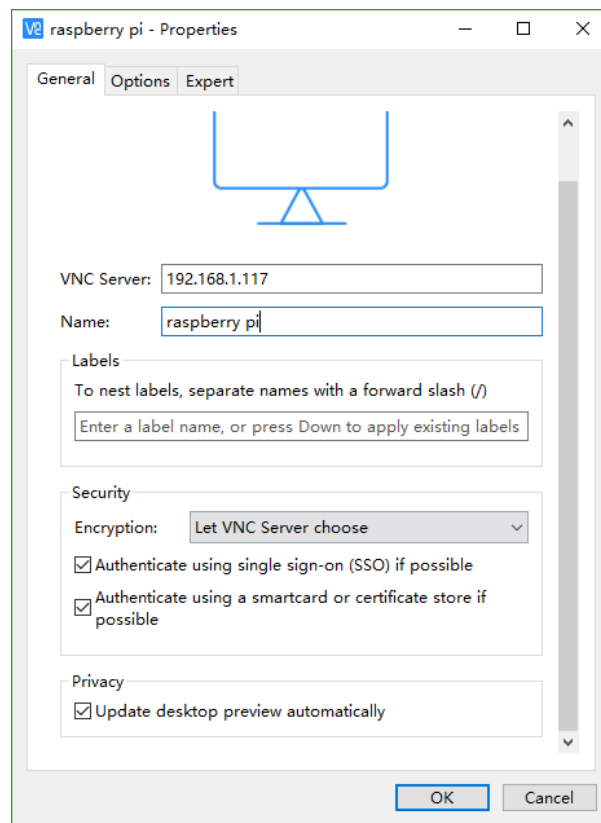 V2 raspberry pi - Properties
General Options Expert
VNC Server: 192.168.1.117
Name: raspberry pi
Labels
To nest labels, separate names with a forward slash (/)
Enter a label name, or press Down to apply existing labels
Security
Encryption: Let VNC Server choose
Authenticate using single sign-on (SSO) if possible
Authenticate using a smartcard or certificate store if
possible
Privacy
Update desktop preview automatically
OK Cancel